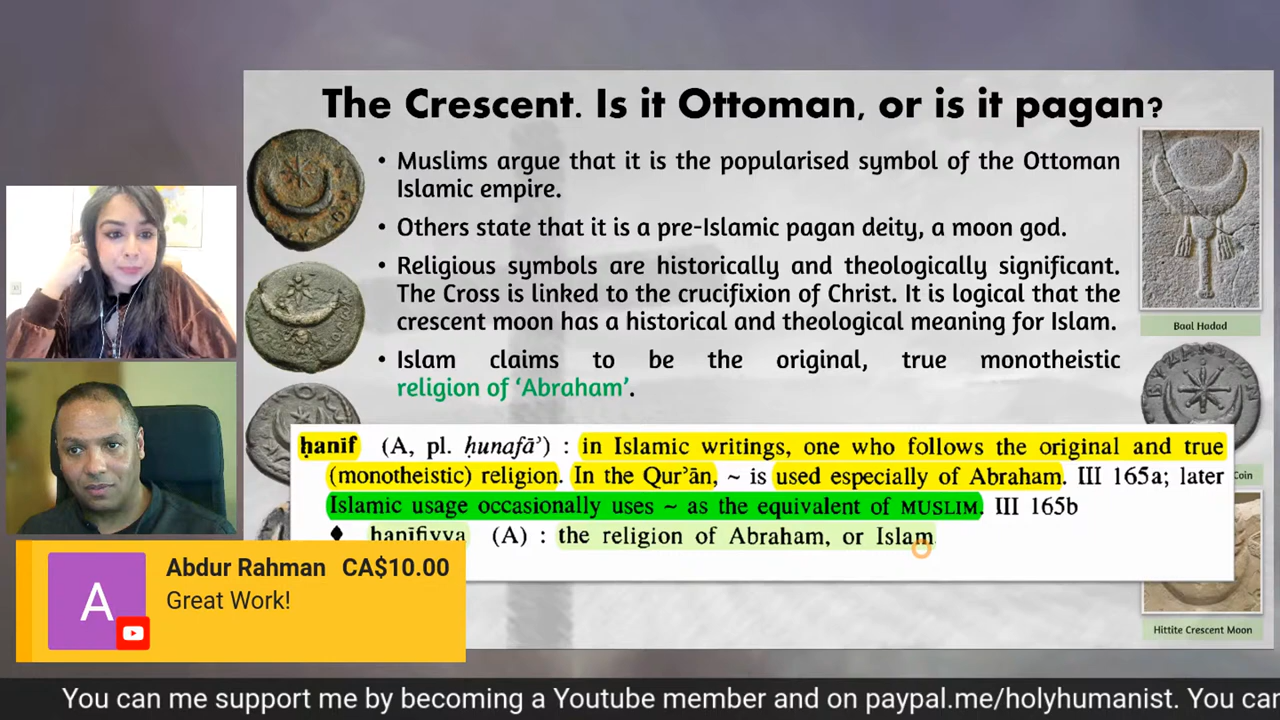 The Crescent. Is it Ottoman, or is it pagan?
• Muslims argue that it is the popularised symbol of the Ottoman
Islamic empire.
• Others state that it is a pre-Islamic pagan deity, a moon god.
• Religious symbols are historically and theologically significant.
The Cross is linked to the crucifixion of Christ. It is logical that the
crescent moon has a historical and theological meaning for Islam.
• Islam claims to be the original, true monotheistic
religion of ‘Abraham’.
Baal Hadad
Coin
ḥanīf (A, pl. ḥunafāʾ) : in Islamic writings, one who follows the original and true
(monotheistic) religion. In the Qurʾān, ~ is used especially of Abraham. III 165a; later
Islamic usage occasionally uses ~ as the equivalent of MUSLIM. III 165b
♦ ḥanīfiyya (A) : the religion of Abraham, or Islam
Hittite Crescent Moon
A
Abdur Rahman CA$10.00
Great Work!
You can me support me by becoming a Youtube member and on paypal.me/holyhumanist. You can